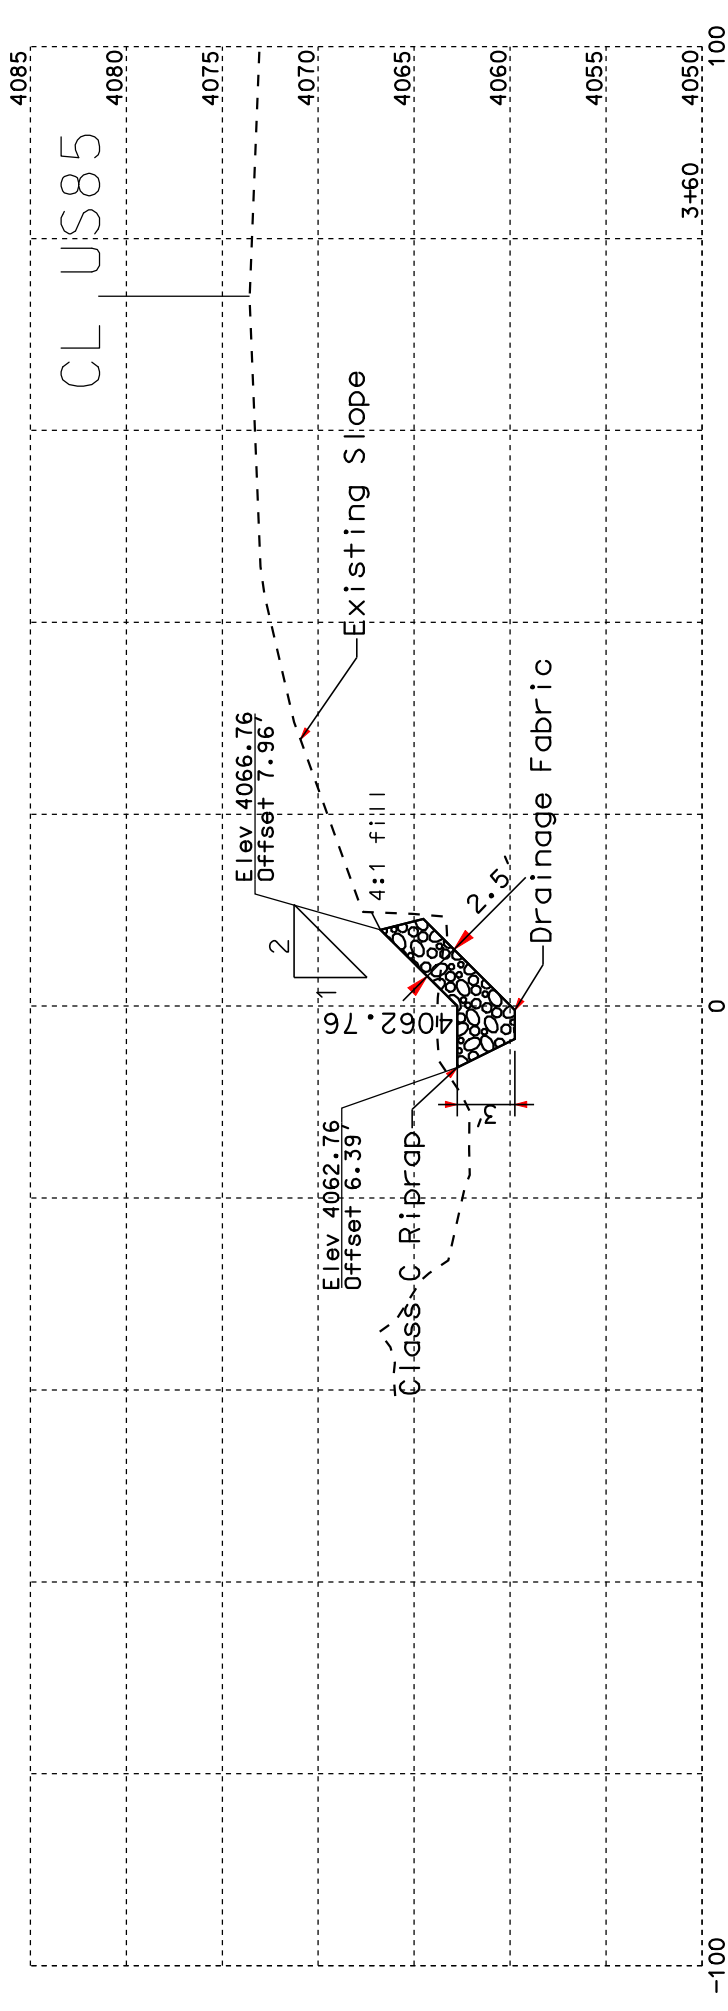 CL US85
4085
4080
4075
4070
4065
4060
4055
4050
Elev 4066.76
Offset 7.96'
2
1
4:1 fill
Existing Slope
4062.76
2.5'
Elev 4062.76
Offset 6.39'
Class C Riprap
3'
Drainage Fabric
3+60
-100
0
100